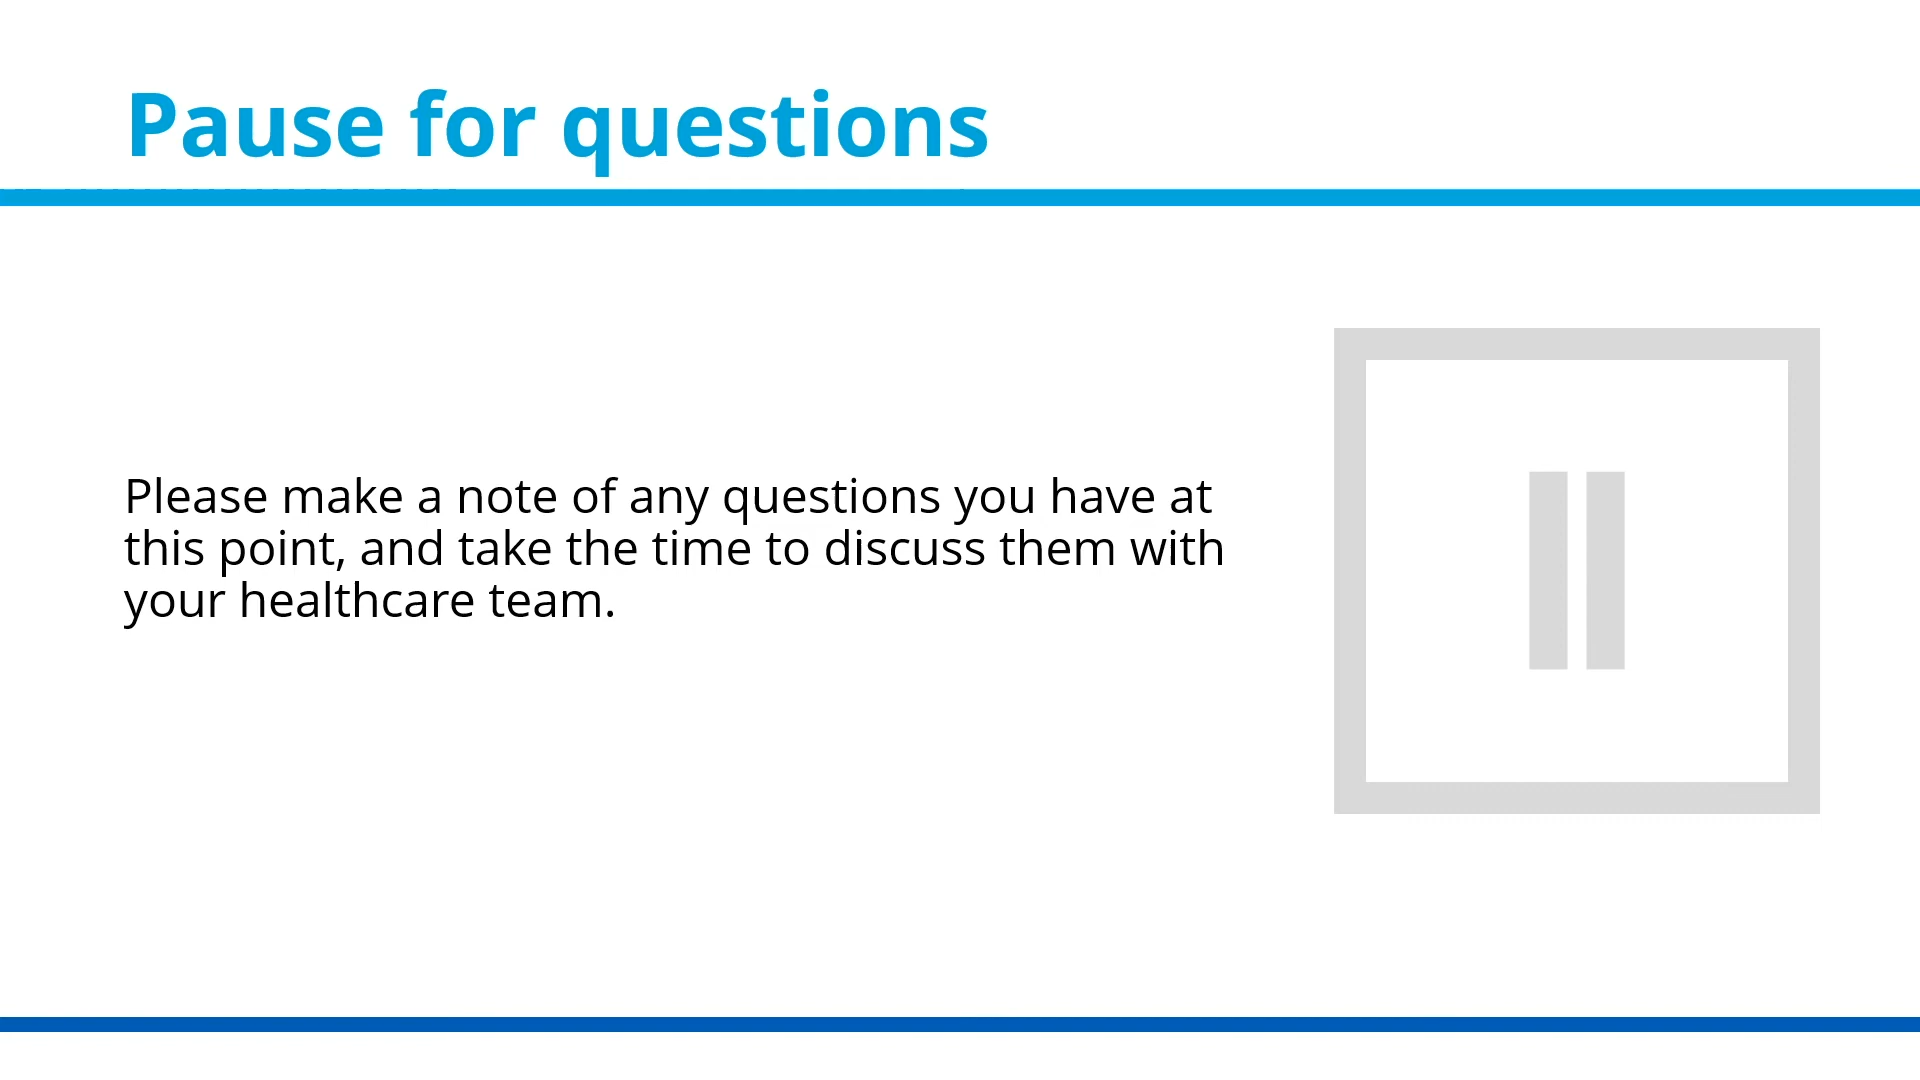 Pause for questions
Please make a note of any questions you have at
this point, and take the time to discuss them with
your healthcare team.